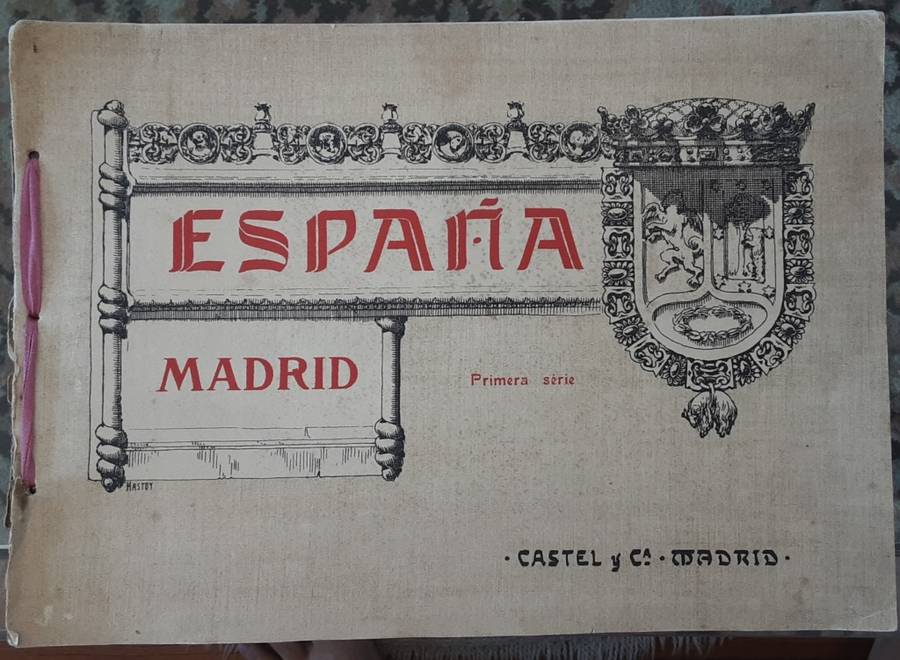 ESPAÑA
MADRID
Primera série
HASTOY
· CASTEL y Cª · MADRID ·